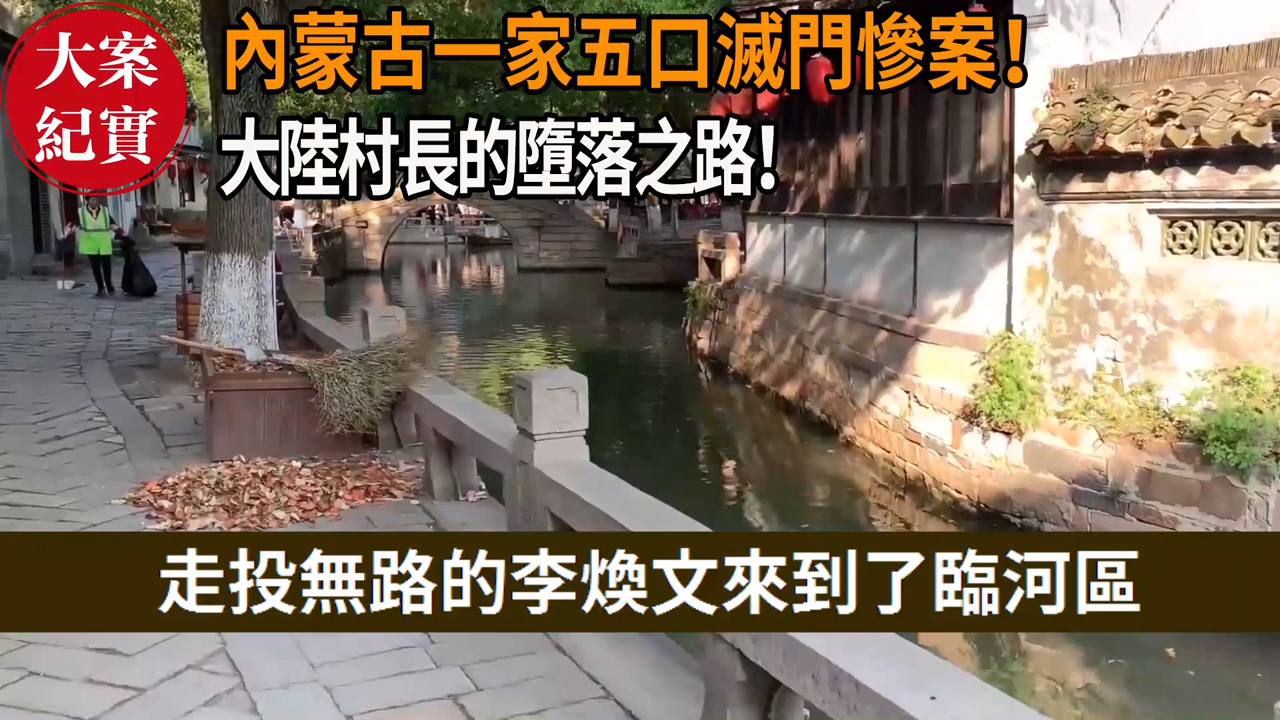 大案
紀實
內蒙古一家五口滅門慘案！
大陸村長的墮落之路！
走投無路的李煥文來到了臨河區